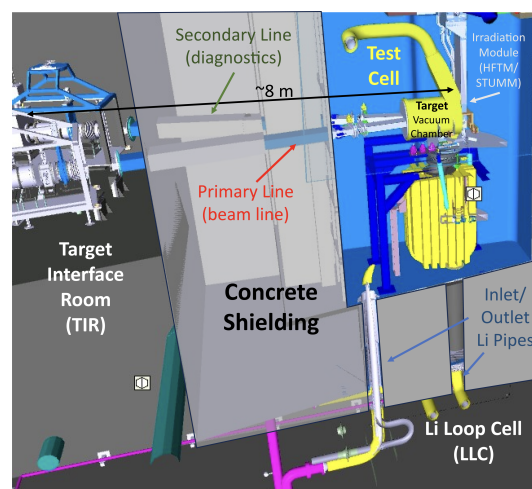 Secondary Line
(diagnostics)
Test
Cell
Irradiation
Module
(HFTM/
STUMM)
~8 m
Target
Vacuum
Chamber
Primary Line
(beam line)
Target
Interface
Room
(TIR)
Concrete
Shielding
Inlet/
Outlet
Li Pipes
Li Loop Cell
(LLC)